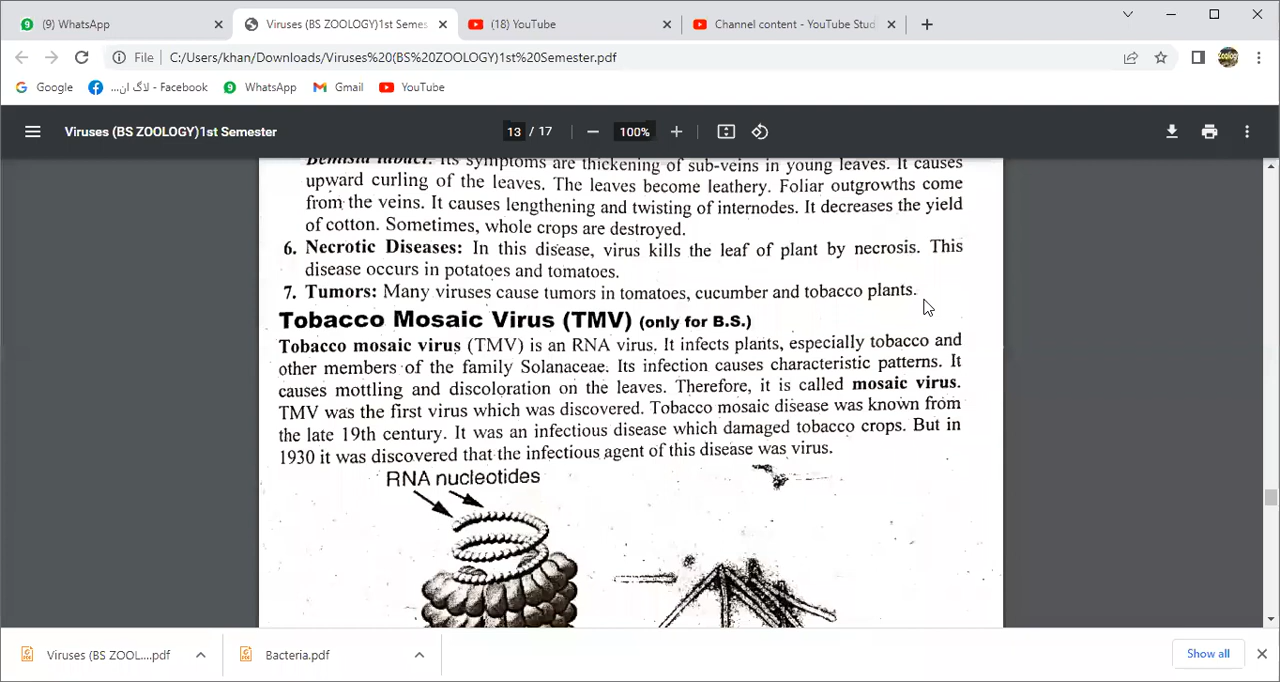 (9) WhatsApp
Viruses (BS ZOOLOGY)1st Semes
(18) YouTube
Channel content - YouTube Stud
File
C:/Users/khan/Downloads/Viruses%20(BS%20ZOOLOGY)1st%20Semester.pdf
Google
لاگ ان... - Facebook
9 WhatsApp
Gmail
YouTube
Viruses (BS ZOOLOGY)1st Semester
13 / 17
100%
Bemisia tabaci. Its symptoms are thickening of sub-veins in young leaves. It causes
upward curling of the leaves. The leaves become leathery. Foliar outgrowths come
from the veins. It causes lengthening and twisting of internodes. It decreases the yield
of cotton. Sometimes, whole crops are destroyed.
6. Necrotic Diseases: In this disease, virus kills the leaf of plant by necrosis. This
disease occurs in potatoes and tomatoes.
7. Tumors: Many viruses cause tumors in tomatoes, cucumber and tobacco plants.
Tobacco Mosaic Virus (TMV) (only for B.S.)
Tobacco mosaic virus (TMV) is an RNA virus. It infects plants, especially tobacco and
other members of the family Solanaceae. Its infection causes characteristic patterns. It
causes mottling and discoloration on the leaves. Therefore, it is called mosaic virus.
TMV was the first virus which was discovered. Tobacco mosaic disease was known from
the late 19th century. It was an infectious disease which damaged tobacco crops. But in
1930 it was discovered that the infectious agent of this disease was virus.
RNA nucleotides
Viruses (BS ZOOL....pdf
Bacteria.pdf
Show all